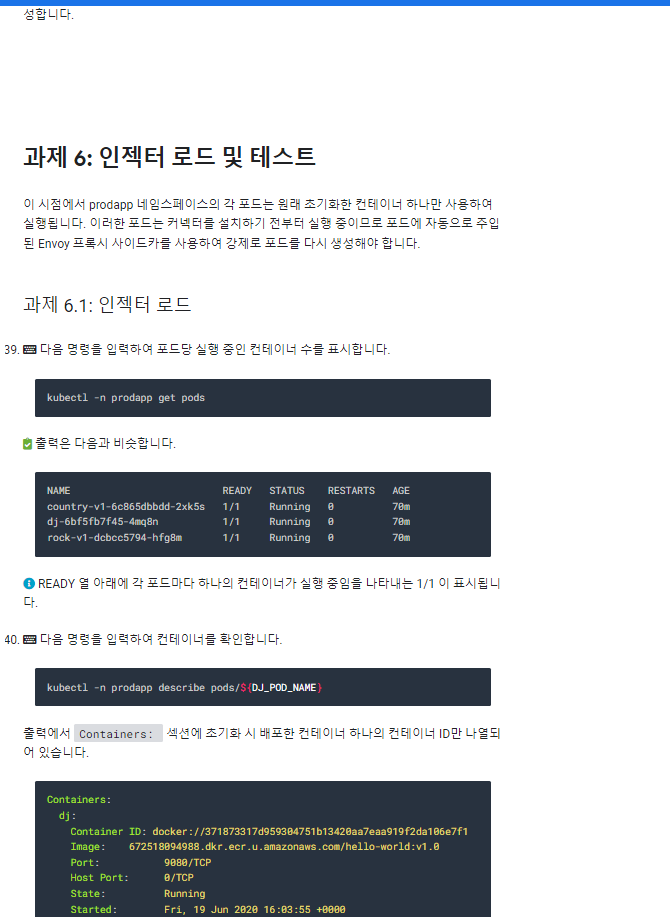 성합니다.
과제 6: 인젝터 로드 및 테스트
이 시점에서 prodapp 네임스페이스의 각 포드는 원래 초기화한 컨테이너 하나만 사용하여
실행됩니다. 이러한 포드는 커넥터를 설치하기 전부터 실행 중이므로 포드에 자동으로 주입
된 Envoy 프록시 사이드카를 사용하여 강제로 포드를 다시 생성해야 합니다.
과제 6.1: 인젝터 로드
39. 다음 명령을 입력하여 포드당 실행 중인 컨테이너 수를 표시합니다.
kubectl -n prodapp get pods
출력은 다음과 비슷합니다.
NAME READY STATUS RESTARTS AGE
country-v1-6c865dbbdd-2xk5s 1/1 Running 0 70m
dj-6bf5fb7f45-4mq8n 1/1 Running 0 70m
rock-v1-dcbcc5794-hfg8m 1/1 Running 0 70m
READY 열 아래에 각 포드마다 하나의 컨테이너가 실행 중임을 나타내는 1/1 이 표시됩니
다.
40. 다음 명령을 입력하여 컨테이너를 확인합니다.
kubectl -n prodapp describe pods/${DJ_POD_NAME}
출력에서 Containers: 섹션에 초기화 시 배포한 컨테이너 하나의 컨테이너 ID만 나열되
어 있습니다.
Containers:
dj:
Container ID: docker://371873317d959304751b13420aa7eaa919f2da106e7f1
Image: 672518094988.dkr.ecr.u.amazonaws.com/hello-world:v1.0
Port: 9080/TCP
Host Port: 0/TCP
State: Running
Started: Fri, 19 Jun 2020 16:03:55 +0000